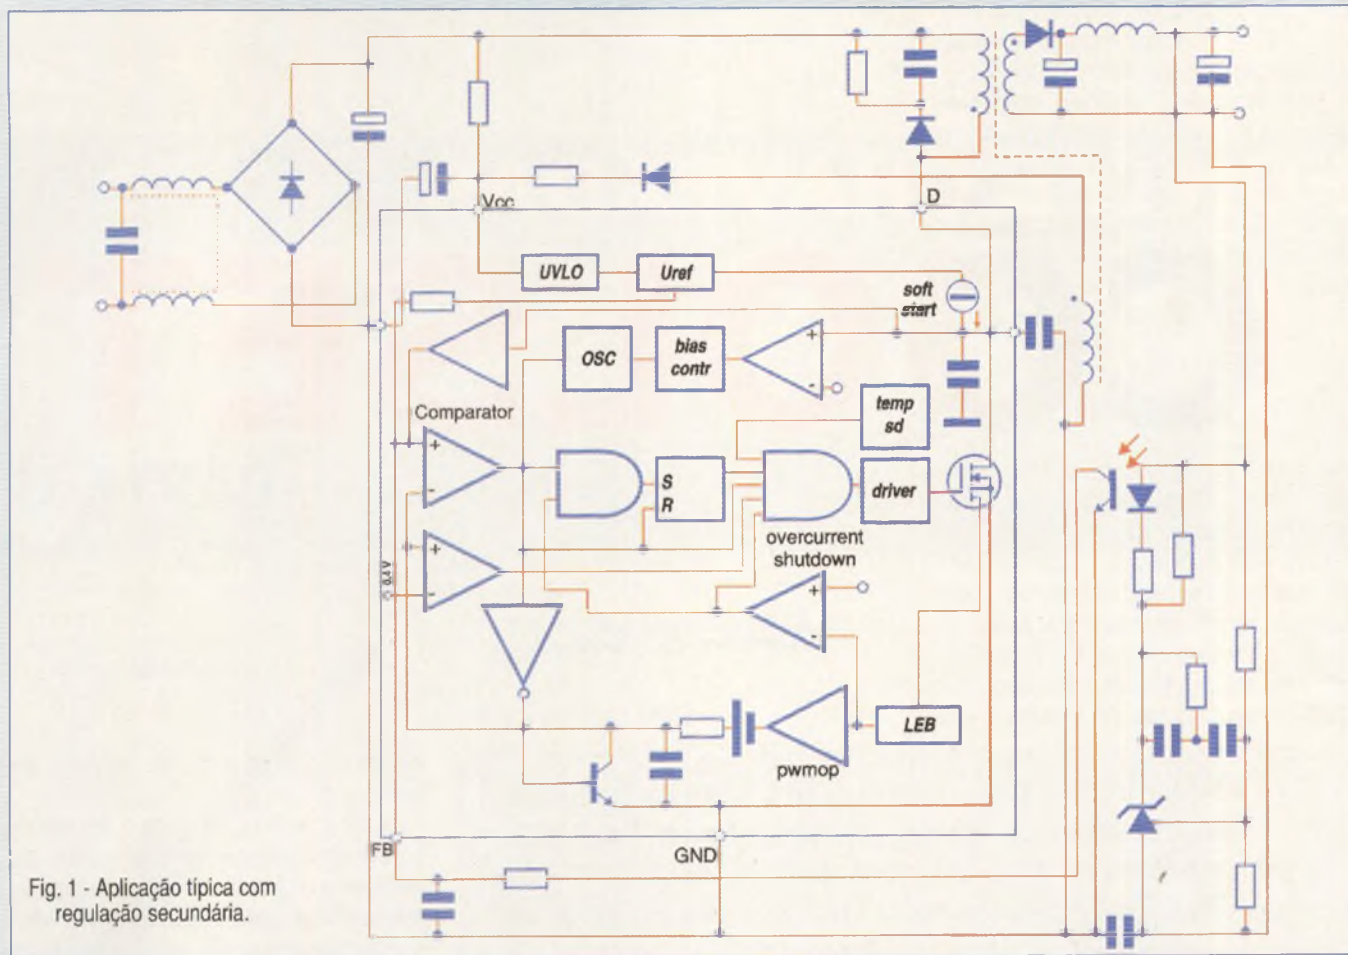 Vcc
D
UVLO
Uref
soft
start
OSC
bias
contr
+
-
temp
sd
Comparator
+
-
S
R
driver
overcurrent
shutdown
+
-
0,4 V
+
-
LEB
pwmop
FB
GND
Fig. 1 - Aplicação típica com
regulação secundária.